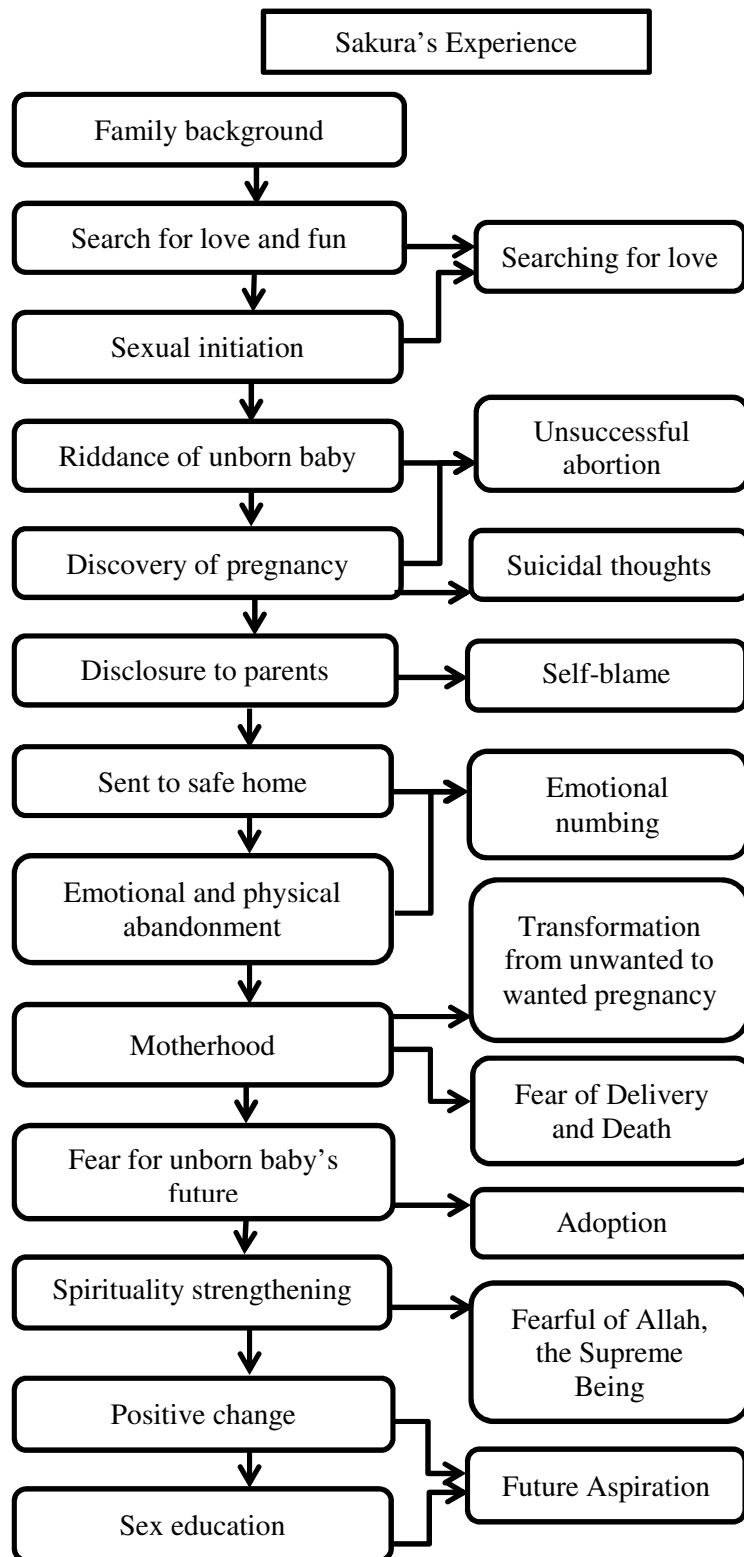 Sakura's Experience
Family background
Search for love and fun
Searching for love
Sexual initiation
Riddance of unborn baby
Unsuccessful
abortion
Discovery of pregnancy
Suicidal thoughts
Disclosure to parents
Self-blame
Sent to safe home
Emotional
numbing
Emotional and physical
abandonment
Transformation
from unwanted to
wanted pregnancy
Motherhood
Fear of Delivery
and Death
Fear for unborn baby's
future
Adoption
Spirituality strengthening
Fearful of Allah,
the Supreme
Being
Positive change
Future Aspiration
Sex education